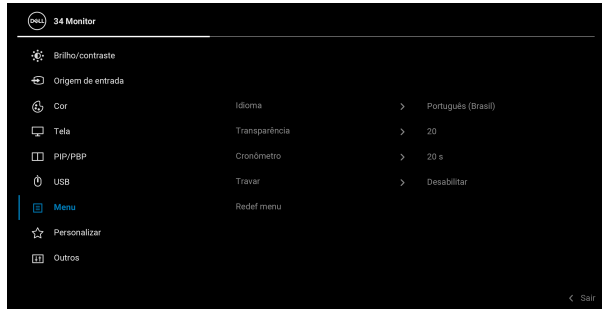 DELL 34 Monitor
Brilho/contraste
Origem de entrada
Cor Idioma Português (Brasil)
Tela Transparência 20
PIP/PBP Cronômetro 20 s
USB Travar Desabilitar
Menu Redef menu
Personalizar
Outros
Sair